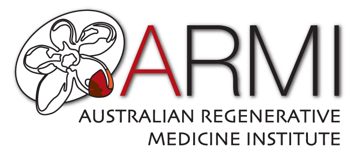 ARMI
AUSTRALIAN REGENERATIVE
MEDICINE INSTITUTE